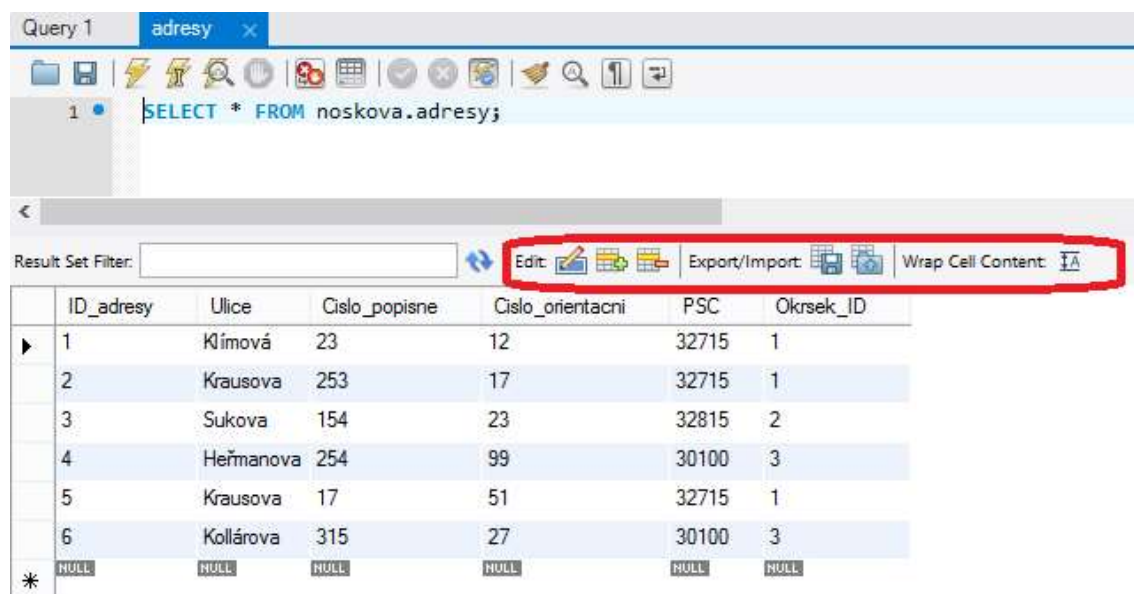 Query 1 adresy
1 SELECT * FROM noskova.adresy;
Result Set Filter: Edit: Export/Import: Wrap Cell Content:
ID_adresy Ulice Cislo_popisne Cislo_orientacni PSC Okrsek_ID
1 Klímová 23 12 32715 1
2 Krausova 253 17 32715 1
3 Sukova 154 23 32815 2
4 Heřmanova 254 99 30100 3
5 Krausova 17 51 32715 1
6 Kollárova 315 27 30100 3
NULL NULL NULL NULL NULL NULL